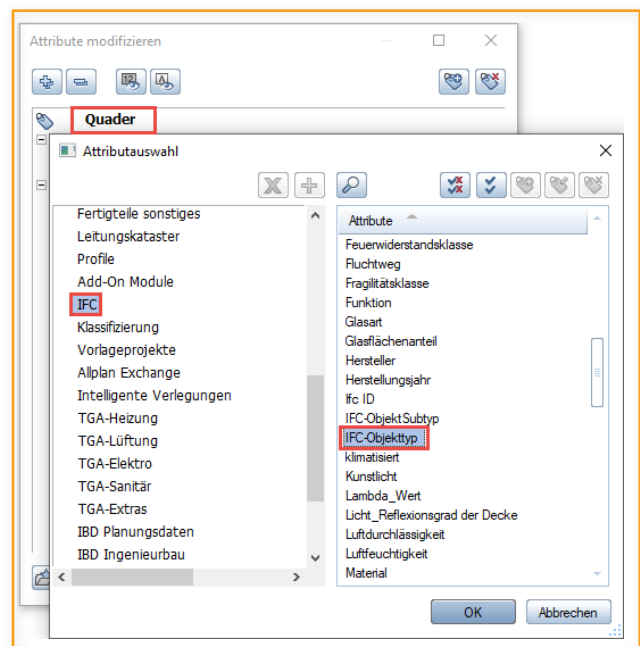 Attribute modifizieren
Quader
Attributauswahl
Fertigteile sonstiges
Leitungskataster
Profile
Add-On Module
IFC
Klassifizierung
Vorlageprojekte
Allplan Exchange
Intelligente Verlegungen
TGA-Heizung
TGA-Lüftung
TGA-Elektro
TGA-Sanitär
TGA-Extras
IBD Planungsdaten
IBD Ingenieurbau
Attribute
Feuerwiderstandsklasse
Fluchtweg
Fragilitätsklasse
Funktion
Glasart
Glasflächenanteil
Hersteller
Herstellungsjahr
Ifc ID
IFC-ObjektSubtyp
IFC-Objekttyp
klimatisiert
Kunstlicht
Lambda_Wert
Licht_Reflexionsgrad der Decke
Luftdurchlässigkeit
Luftfeuchtigkeit
Material
OK Abbrechen